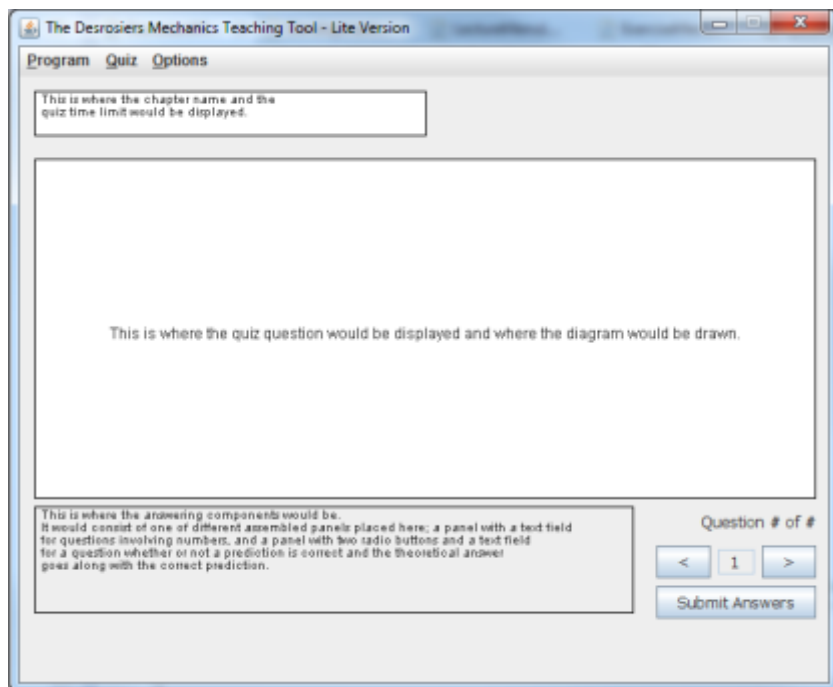 The Desrosiers Mechanics Teaching Tool - Lite Version
Program Quiz Options
This is where the chapter name and the
quiz time limit would be displayed.
This is where the quiz question would be displayed and where the diagram would be drawn.
This is where the answering components would be.
It would consist of one of different assembled panels placed here; a panel with a text field
for questions involving numbers, and a panel with two radio buttons and a text field
for a question whether or not a prediction is correct and the theoretical answer
goes along with the correct prediction.
Question # of #
< 1 >
Submit Answers